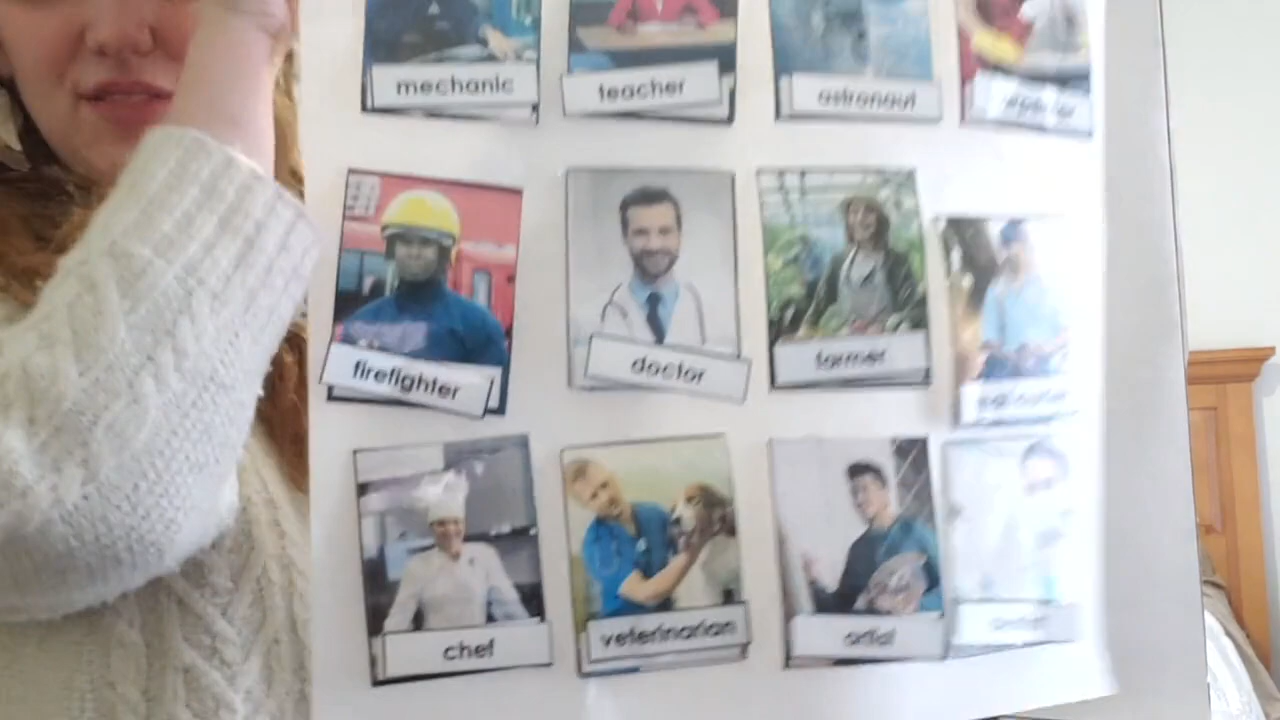 mechanic
teacher
astronaut
firefighter
doctor
farmer
chef
veterinarian
artist